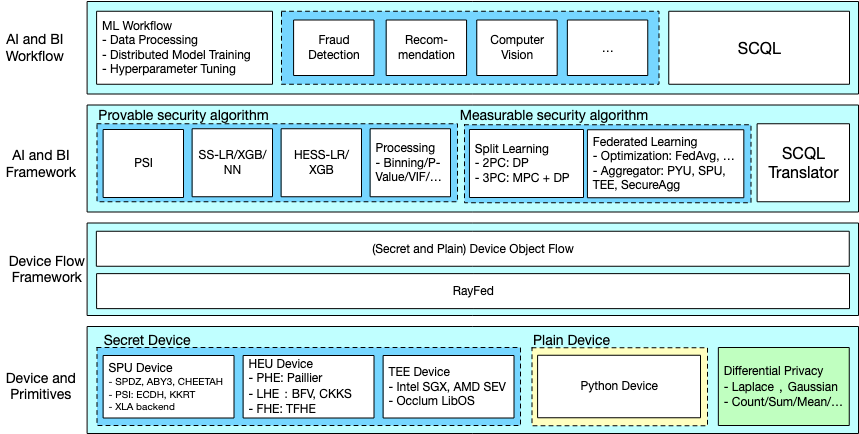 AI and BI
Workflow
ML Workflow
- Data Processing
- Distributed Model Training
- Hyperparameter Tuning
Fraud
Detection
Recom-
mendation
Computer
Vision
...
SCQL
AI and BI
Framework
Provable security algorithm
PSI
SS-LR/XGB/
NN
HESS-LR/
XGB
Processing
- Binning/P-
Value/VIF/...
Measurable security algorithm
Split Learning
- 2PC: DP
- 3PC: MPC + DP
Federated Learning
- Optimization: FedAvg, ...
- Aggregator: PYU, SPU,
TEE, SecureAgg
SCQL
Translator
Device Flow
Framework
(Secret and Plain) Device Object Flow
RayFed
Device and
Primitives
Secret Device
SPU Device
- SPDZ, ABY3, CHEETAH
- PSI: ECDH, KKRT
- XLA backend
HEU Device
- PHE: Paillier
- LHE：BFV, CKKS
- FHE: TFHE
TEE Device
- Intel SGX, AMD SEV
- Occlum LibOS
Plain Device
Python Device
Differential Privacy
- Laplace，Gaussian
- Count/Sum/Mean/...